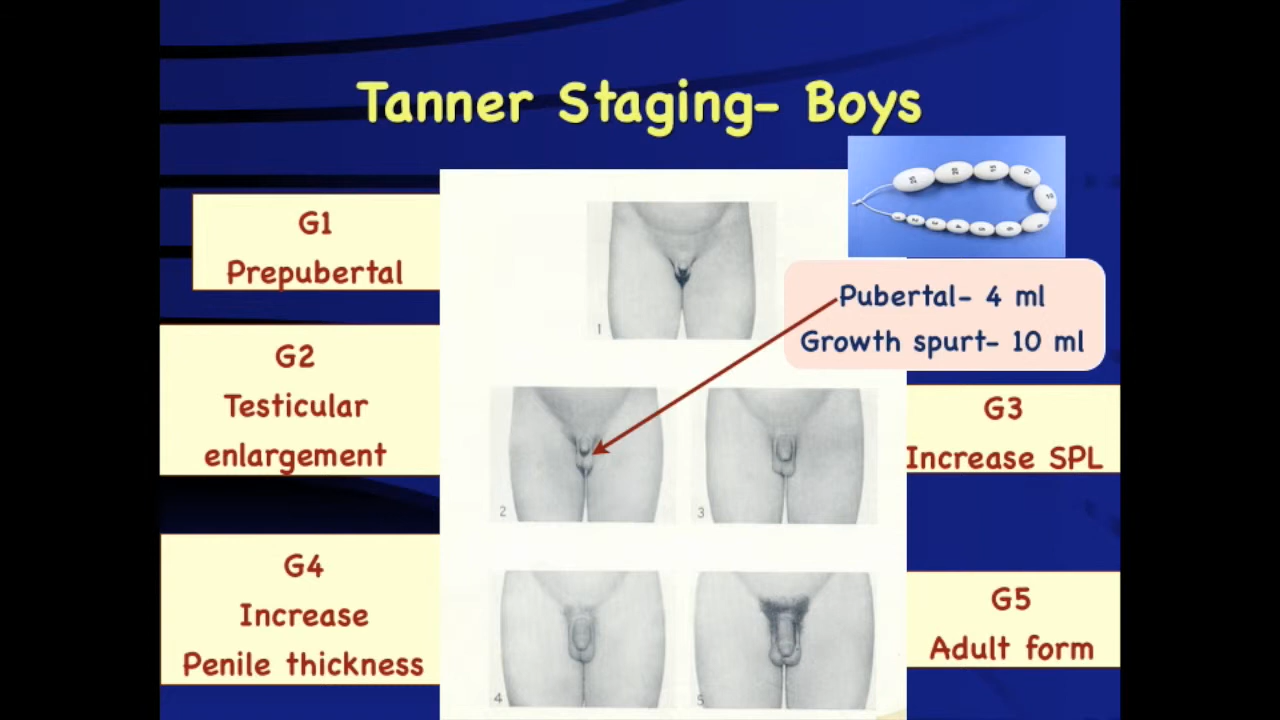 Tanner Staging- Boys
G1
Prepubertal
Pubertal- 4 ml
Growth spurt- 10 ml
G2
Testicular
enlargement
G3
Increase SPL
G4
Increase
Penile thickness
G5
Adult form
1
2
3
4
5